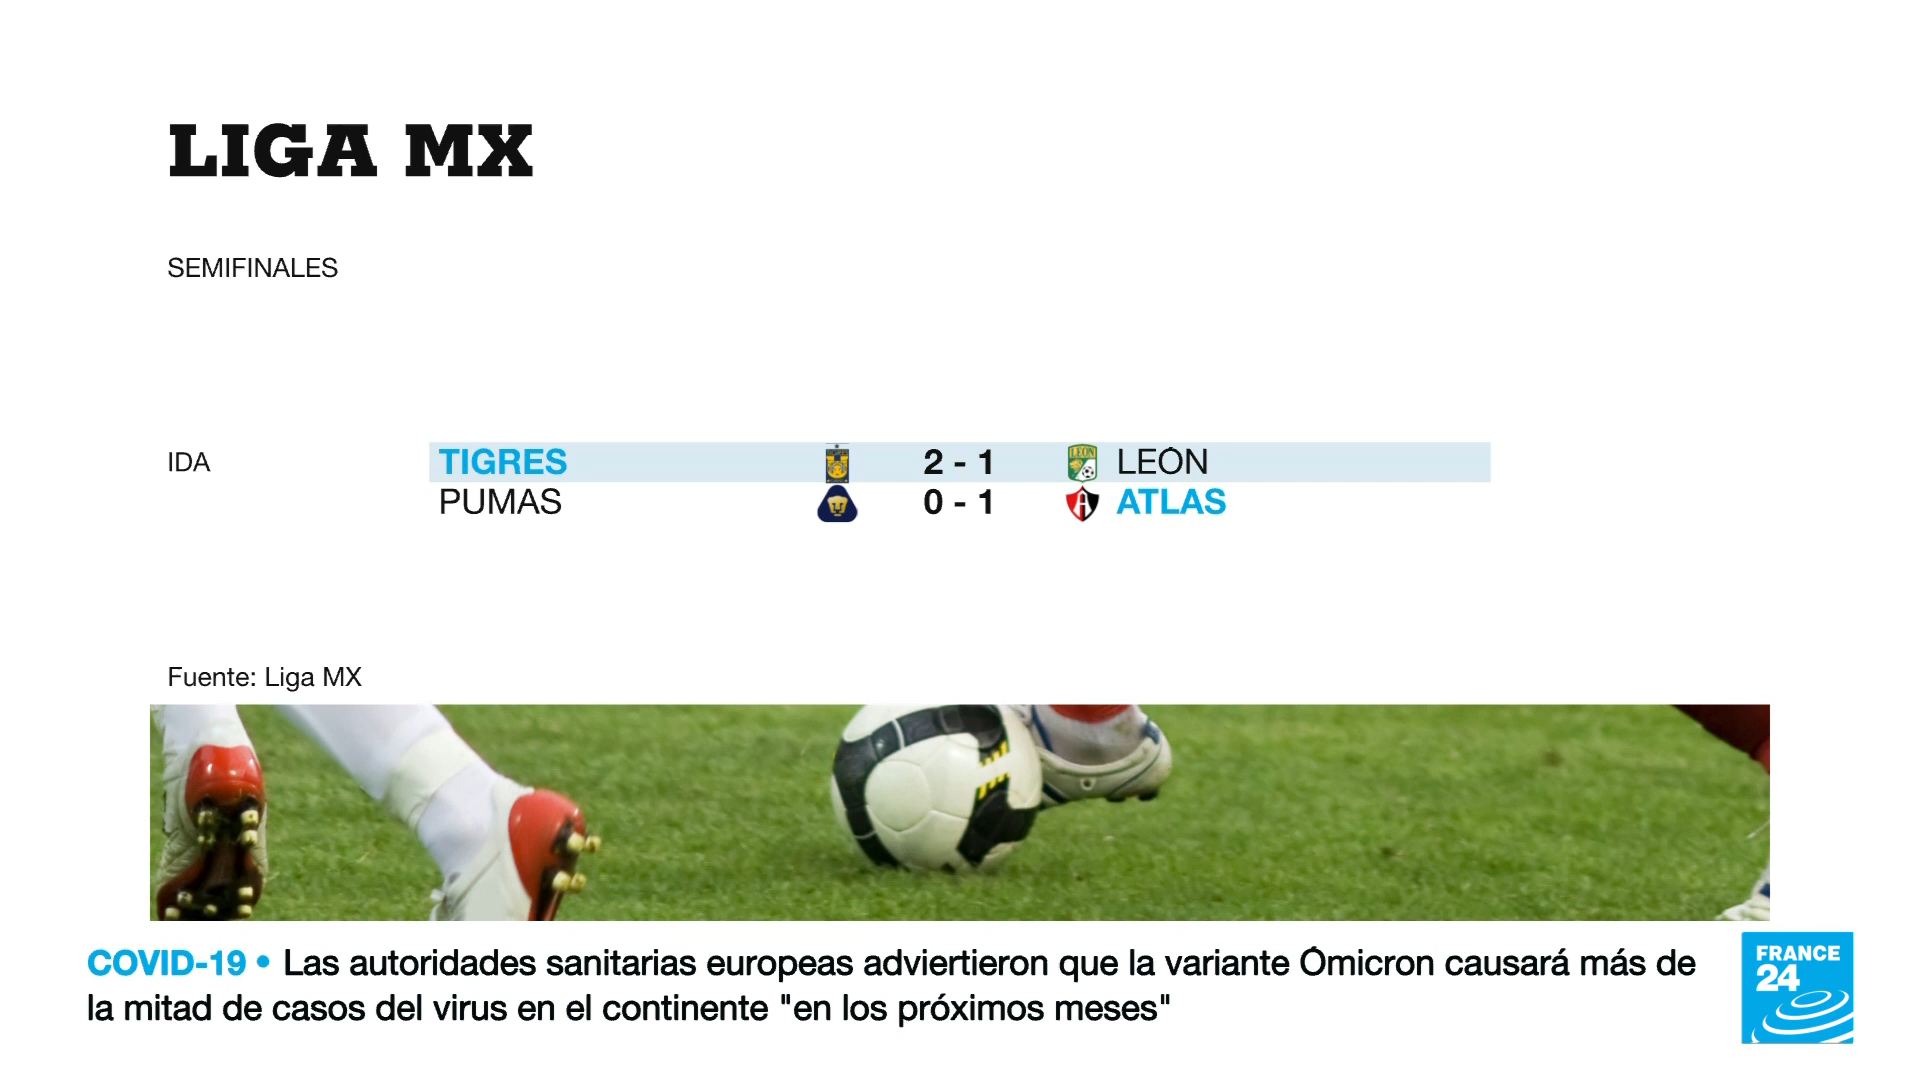 LIGA MX
SEMIFINALES
IDA TIGRES 2 - 1 LEÓN
PUMAS 0 - 1 ATLAS
Fuente: Liga MX
COVID-19 • Las autoridades sanitarias europeas adviertieron que la variante Ómicron causará más de
la mitad de casos del virus en el continente "en los próximos meses"
FRANCE
24